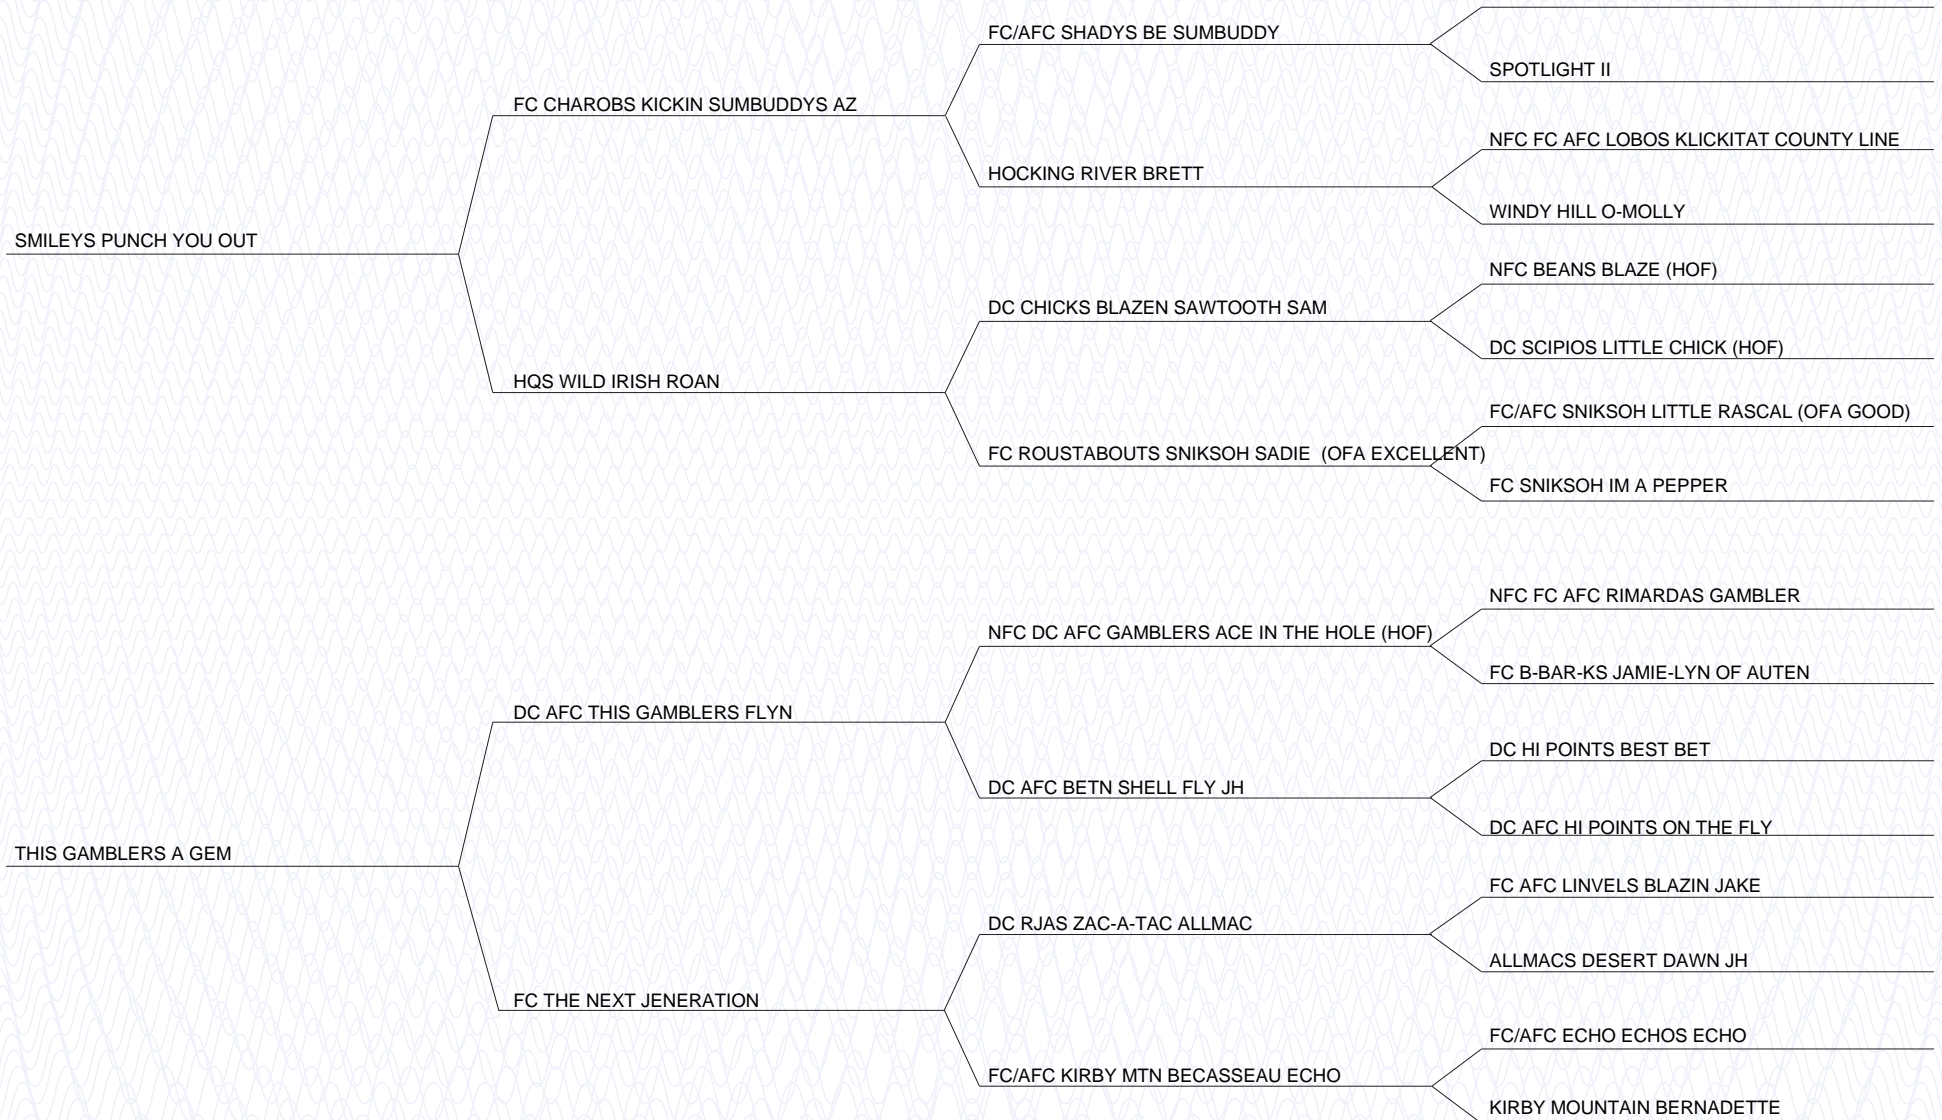 FC/AFC SHADYS BE SUMBUDDY
SPOTLIGHT II
FC CHAROBS KICKIN SUMBUDDYS AZ
NFC FC AFC LOBOS KLICKITAT COUNTY LINE
HOCKING RIVER BRETT
WINDY HILL O-MOLLY
SMILEYS PUNCH YOU OUT
NFC BEANS BLAZE (HOF)
DC CHICKS BLAZEN SAWTOOTH SAM
DC SCIPIOS LITTLE CHICK (HOF)
HQS WILD IRISH ROAN
FC/AFC SNIKSOH LITTLE RASCAL (OFA GOOD)
FC ROUSTABOUTS SNIKSOH SADIE  (OFA EXCELLENT)
FC SNIKSOH IM A PEPPER
NFC FC AFC RIMARDAS GAMBLER
NFC DC AFC GAMBLERS ACE IN THE HOLE (HOF)
FC B-BAR-KS JAMIE-LYN OF AUTEN
DC AFC THIS GAMBLERS FLYN
DC HI POINTS BEST BET
DC AFC BETN SHELL FLY JH
DC AFC HI POINTS ON THE FLY
THIS GAMBLERS A GEM
FC AFC LINVELS BLAZIN JAKE
DC RJAS ZAC-A-TAC ALLMAC
ALLMACS DESERT DAWN JH
FC THE NEXT JENERATION
FC/AFC ECHO ECHOS ECHO
FC/AFC KIRBY MTN BECASSEAU ECHO
KIRBY MOUNTAIN BERNADETTE